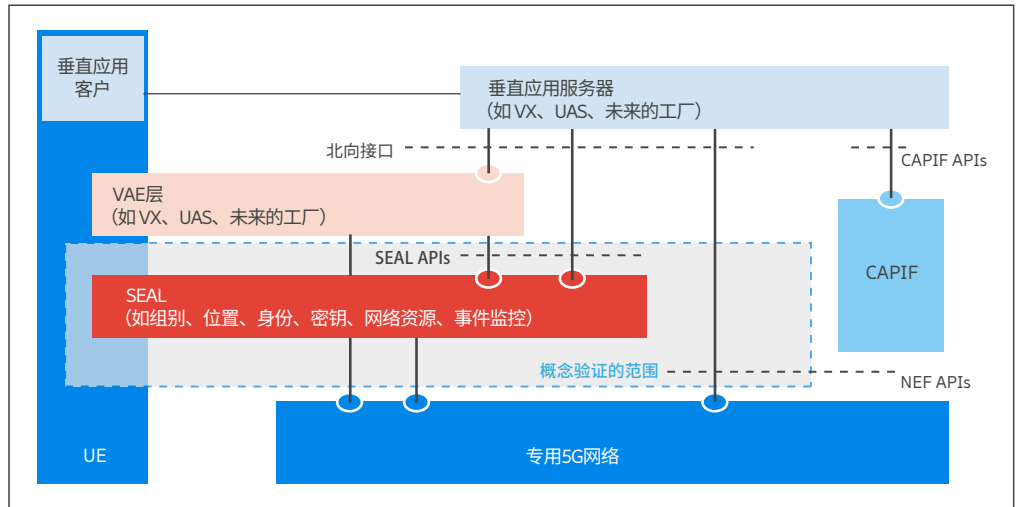 垂直应用
客户
垂直应用服务器
（如 VX、UAS、未来的工厂）
北向接口
CAPIF APIs
VAE层
（如 VX、UAS、未来的工厂）
SEAL APIs
CAPIF
SEAL
（如组别、位置、身份、密钥、网络资源、事件监控）
概念验证的范围
NEF APIs
UE
专用5G网络